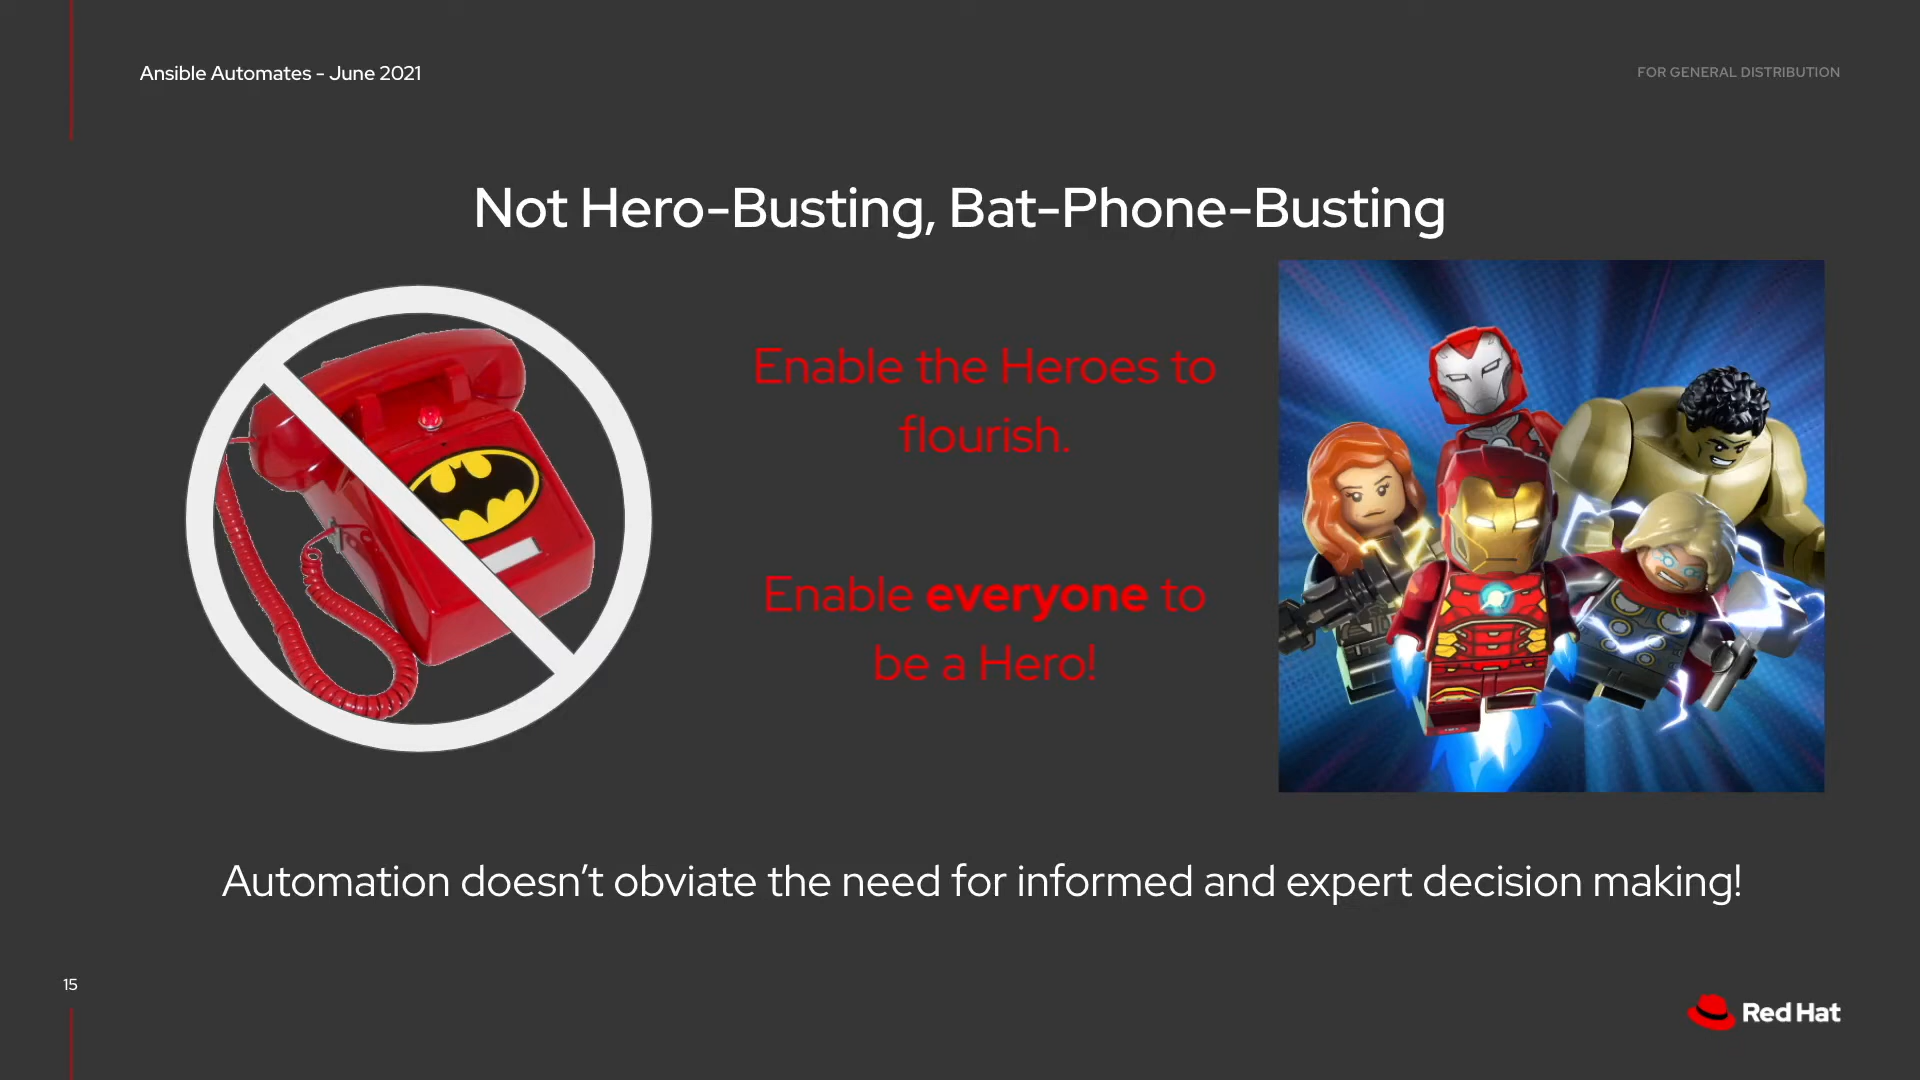 Ansible Automates - June 2021
FOR GENERAL DISTRIBUTION
Not Hero-Busting, Bat-Phone-Busting
Enable the Heroes to
flourish.
Enable everyone to
be a Hero!
Automation doesn't obviate the need for informed and expert decision making!
15
Red Hat